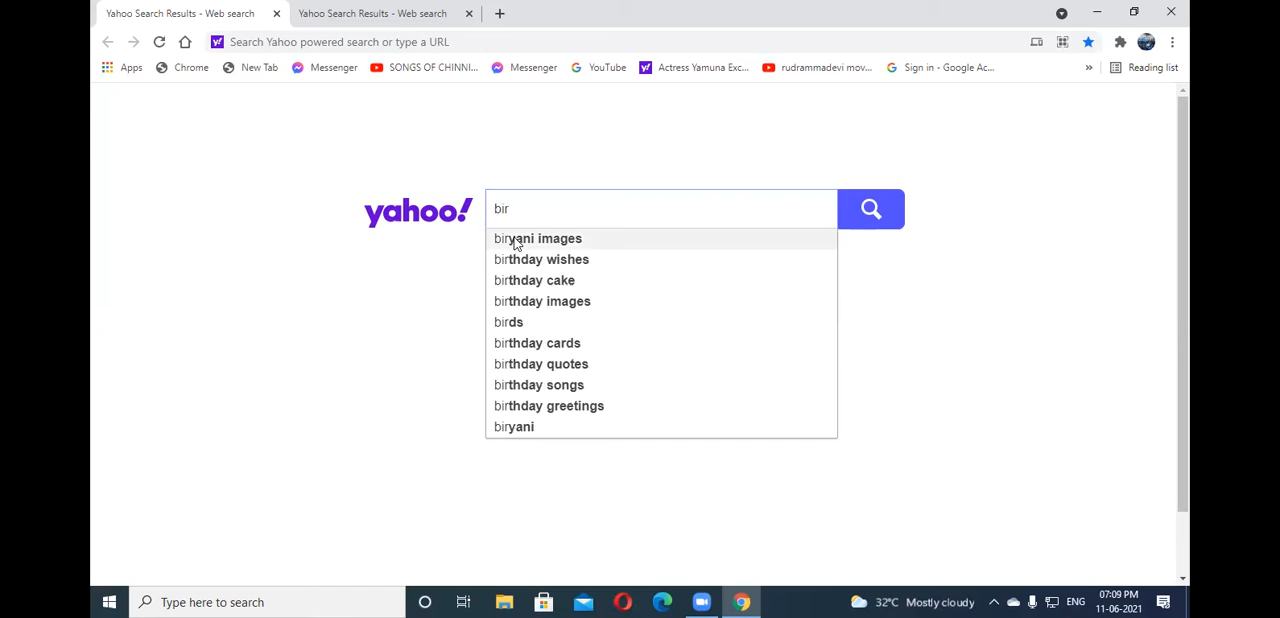 Yahoo Search Results - Web search
Yahoo Search Results - Web search
Search Yahoo powered search or type a URL
Apps
Chrome
New Tab
Messenger
SONGS OF CHINNI...
Messenger
YouTube
Actress Yamuna Exc...
rudrammadevi mov...
Sign in - Google Ac...
»
Reading list
yahoo!
bir
biryani images
birthday wishes
birthday cake
birthday images
birds
birthday cards
birthday quotes
birthday songs
birthday greetings
biryani
Type here to search
32°C Mostly cloudy
ENG
07:09 PM
11-06-2021